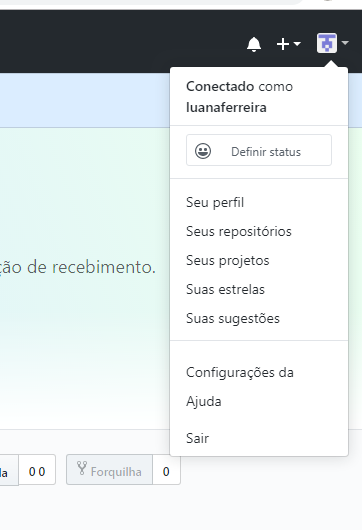 Conectado como
luanaferreira
Definir status
Seu perfil
Seus repositórios
ção de recebimento.
Seus projetos
Suas estrelas
Suas sugestões
Configurações da
Ajuda
Sair
la 0 0 Forquilha 0